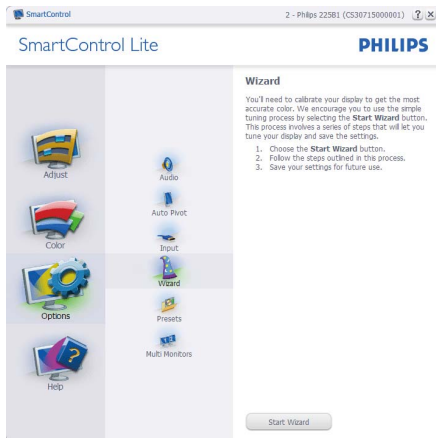 SmartControl
2 - Philips 225B1 (CS30715000001)
? X
SmartControl Lite
PHILIPS
Adjust
Color
Options
Help
Audio
Auto Pivot
Input
Wizard
Presets
Multi Monitors
Wizard
You'll need to calibrate your display to get the most
accurate color. We encourage you to use the simple
tuning process by selecting the Start Wizard button.
This process involves a series of steps that will let you
tune your display and save the settings.
1. Choose the Start Wizard button.
2. Follow the steps outlined in this process.
3. Save your settings for future use.
Start Wizard